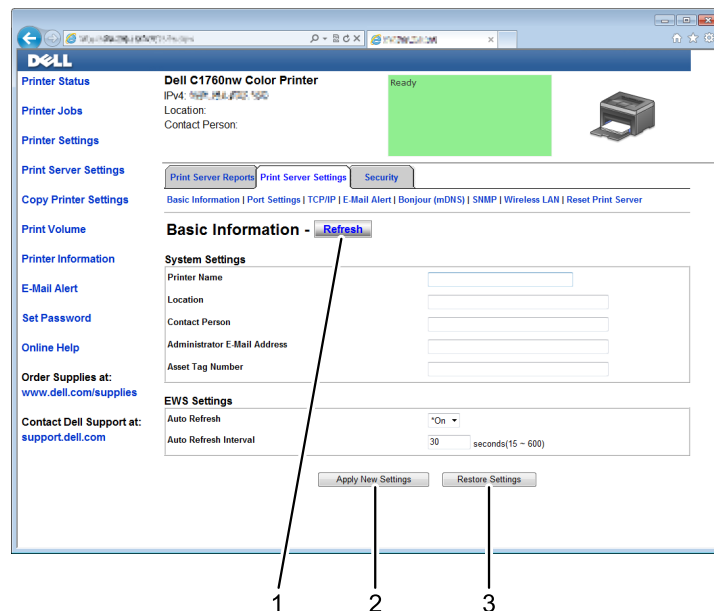 DELL
Printer Status
Printer Jobs
Printer Settings
Print Server Settings
Copy Printer Settings
Print Volume
Printer Information
E-Mail Alert
Set Password
Online Help
Order Supplies at:
www.dell.com/supplies
Contact Dell Support at:
support.dell.com
Dell C1760nw Color Printer
IPv4:
Location:
Contact Person:
Ready
Print Server Reports Print Server Settings Security
Basic Information | Port Settings | TCP/IP | E-Mail Alert | Bonjour (mDNS) | SNMP | Wireless LAN | Reset Print Server
Basic Information - Refresh
System Settings
Printer Name
Location
Contact Person
Administrator E-Mail Address
Asset Tag Number
EWS Settings
Auto Refresh *On
Auto Refresh Interval 30 seconds(15 ~ 600)
Apply New Settings Restore Settings
1 2 3